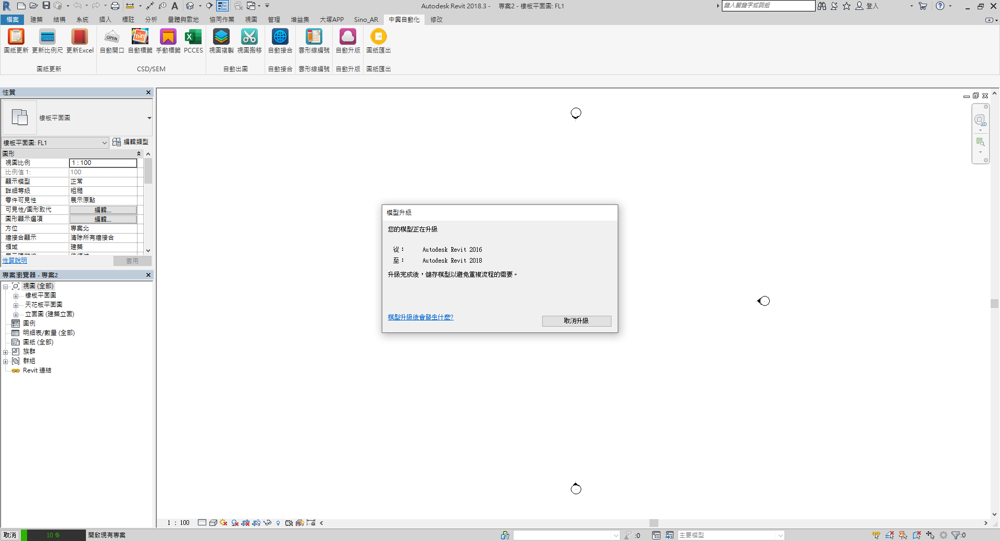 Autodesk Revit 2018.3 - 專案2 - 樓板平面圖: FL1
鍵入關鍵字或詞組
登入
檔案 建築 結構 系統 插入 標註 分析 量體與敷地 協同作業 視圖 管理 增益集 大塚APP Sino_AR 中興自動化 修改
圖紙更新 更新比例尺 更新Excel 自動開口 自動標籤 手動標籤 PCCES 視圖複製 視圖搬移 自動接合 雲形線編號 自動升版 圖紙匯出
圖紙更新 CSD/SEM 自動出圖 自動接合 雲形線編號 自動升版 圖紙匯出
性質
樓板平面圖
樓板平面圖: FL1 編輯類型
圖形
視圖比例 1 : 100
比例值 1: 100
顯示模型 正常
詳細等級 粗糙
零件可見性 展示原點
可見性/圖形取代 編輯...
圖形顯示選項 編輯...
方位 專案北
牆接合顯示 清除所有牆接合
領域 建築
性質說明 套用
專案瀏覽器 - 專案2
視圖 (全部)
樓板平面圖
天花板平面圖
立面圖 (建築立面)
圖例
明細表/數量 (全部)
圖紙 (全部)
族群
群組
Revit 連結
2D
模型升級
您的模型正在升級
從： Autodesk Revit 2016
至： Autodesk Revit 2018
升級完成後，儲存模型以避免重複流程的需要。
模型升級後會發生什麼?
取消升級
1 : 100
取消 10 % 開啟現有專案 :0 主要模型 :0